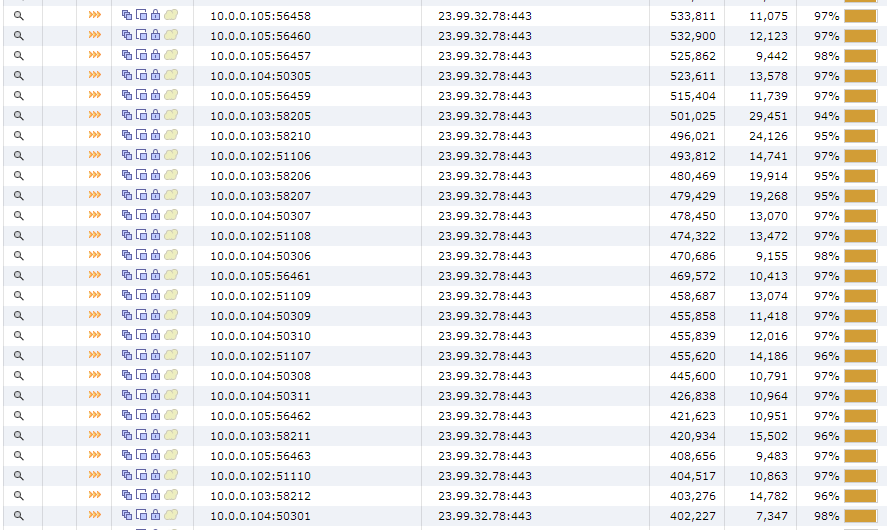 10.0.0.105:56458 23.99.32.78:443 533,811 11,075 97%
10.0.0.105:56460 23.99.32.78:443 532,900 12,123 97%
10.0.0.105:56457 23.99.32.78:443 525,862 9,442 98%
10.0.0.104:50305 23.99.32.78:443 523,611 13,578 97%
10.0.0.105:56459 23.99.32.78:443 515,404 11,739 97%
10.0.0.103:58205 23.99.32.78:443 501,025 29,451 94%
10.0.0.103:58210 23.99.32.78:443 496,021 24,126 95%
10.0.0.102:51106 23.99.32.78:443 493,812 14,741 97%
10.0.0.103:58206 23.99.32.78:443 480,469 19,914 95%
10.0.0.103:58207 23.99.32.78:443 479,429 19,268 95%
10.0.0.104:50307 23.99.32.78:443 478,450 13,070 97%
10.0.0.102:51108 23.99.32.78:443 474,322 13,472 97%
10.0.0.104:50306 23.99.32.78:443 470,686 9,155 98%
10.0.0.105:56461 23.99.32.78:443 469,572 10,413 97%
10.0.0.102:51109 23.99.32.78:443 458,687 13,074 97%
10.0.0.104:50309 23.99.32.78:443 455,858 11,418 97%
10.0.0.104:50310 23.99.32.78:443 455,839 12,016 97%
10.0.0.102:51107 23.99.32.78:443 455,620 14,186 96%
10.0.0.104:50308 23.99.32.78:443 445,600 10,791 97%
10.0.0.104:50311 23.99.32.78:443 426,838 10,964 97%
10.0.0.105:56462 23.99.32.78:443 421,623 10,951 97%
10.0.0.103:58211 23.99.32.78:443 420,934 15,502 96%
10.0.0.105:56463 23.99.32.78:443 408,656 9,483 97%
10.0.0.102:51110 23.99.32.78:443 404,517 10,863 97%
10.0.0.103:58212 23.99.32.78:443 403,276 14,782 96%
10.0.0.104:50301 23.99.32.78:443 402,227 7,347 98%